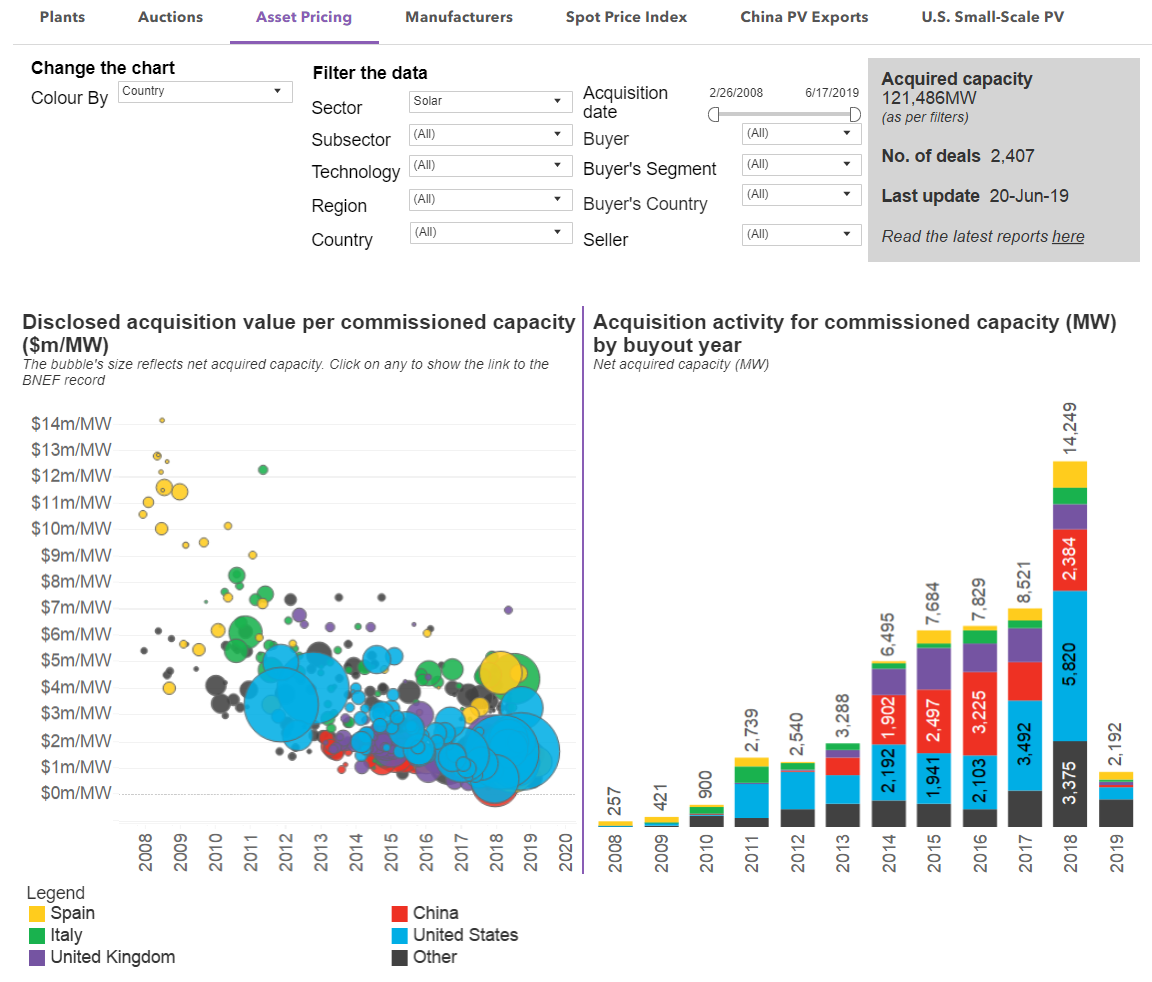 Plants Auctions Asset Pricing Manufacturers Spot Price Index China PV Exports U.S. Small-Scale PV
Change the chart
Colour By Country
Filter the data
Sector Solar
Subsector (All)
Technology (All)
Region (All)
Country (All)
Acquisition date 2/26/2008 6/17/2019
Buyer (All)
Buyer's Segment (All)
Buyer's Country (All)
Seller (All)
Acquired capacity
121,486MW
(as per filters)
No. of deals 2,407
Last update 20-Jun-19
Read the latest reports here
Disclosed acquisition value per commissioned capacity
($m/MW)
The bubble's size reflects net acquired capacity. Click on any to show the link to the
BNEF record
$14m/MW
$13m/MW
$12m/MW
$11m/MW
$10m/MW
$9m/MW
$8m/MW
$7m/MW
$6m/MW
$5m/MW
$4m/MW
$3m/MW
$2m/MW
$1m/MW
$0m/MW
2008 2009 2010 2011 2012 2013 2014 2015 2016 2017 2018 2019 2020
Acquisition activity for commissioned capacity (MW)
by buyout year
Net acquired capacity (MW)
257 421 900 2,739 2,540 3,288 6,495 7,684 7,829 8,521 14,249 2,192
1,902 2,497 3,225 2,384
2,192 1,941 2,103 3,492 5,820
3,375
2008 2009 2010 2011 2012 2013 2014 2015 2016 2017 2018 2019
Legend
Spain
Italy
United Kingdom
China
United States
Other